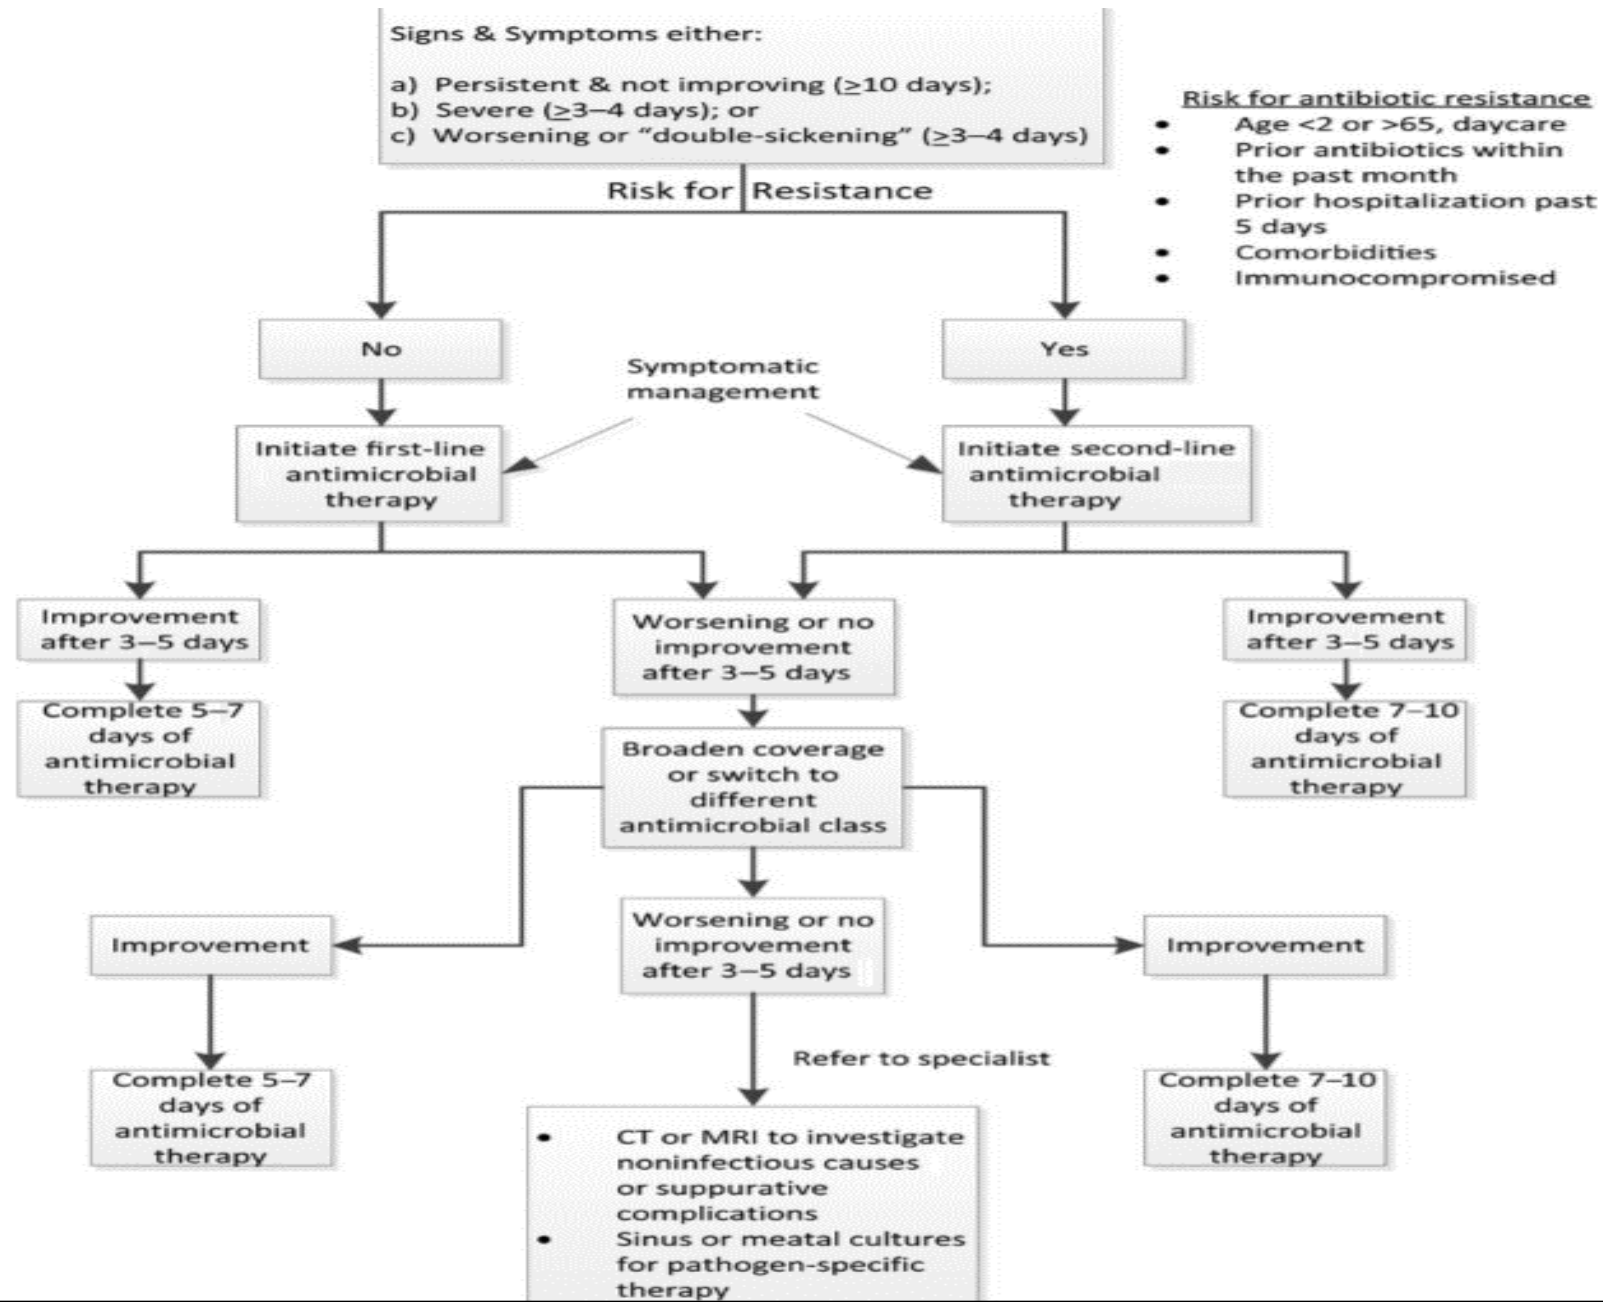 Signs & Symptoms either:
a) Persistent & not improving (≥10 days);
b) Severe (≥3–4 days); or
c) Worsening or “double-sickening” (≥3–4 days)
Risk for antibiotic resistance
• Age <2 or >65, daycare
• Prior antibiotics within
the past month
• Prior hospitalization past
5 days
• Comorbidities
• Immunocompromised
Risk for Resistance
No
Yes
Symptomatic
management
Initiate first-line
antimicrobial
therapy
Initiate second-line
antimicrobial
therapy
Improvement
after 3–5 days
Worsening or no
improvement
after 3–5 days
Improvement
after 3–5 days
Complete 5–7
days of
antimicrobial
therapy
Broaden coverage
or switch to
different
antimicrobial class
Complete 7–10
days of
antimicrobial
therapy
Improvement
Worsening or no
improvement
after 3–5 days
Improvement
Refer to specialist
Complete 5–7
days of
antimicrobial
therapy
• CT or MRI to investigate
noninfectious causes
or suppurative
complications
• Sinus or meatal cultures
for pathogen-specific
therapy
Complete 7–10
days of
antimicrobial
therapy